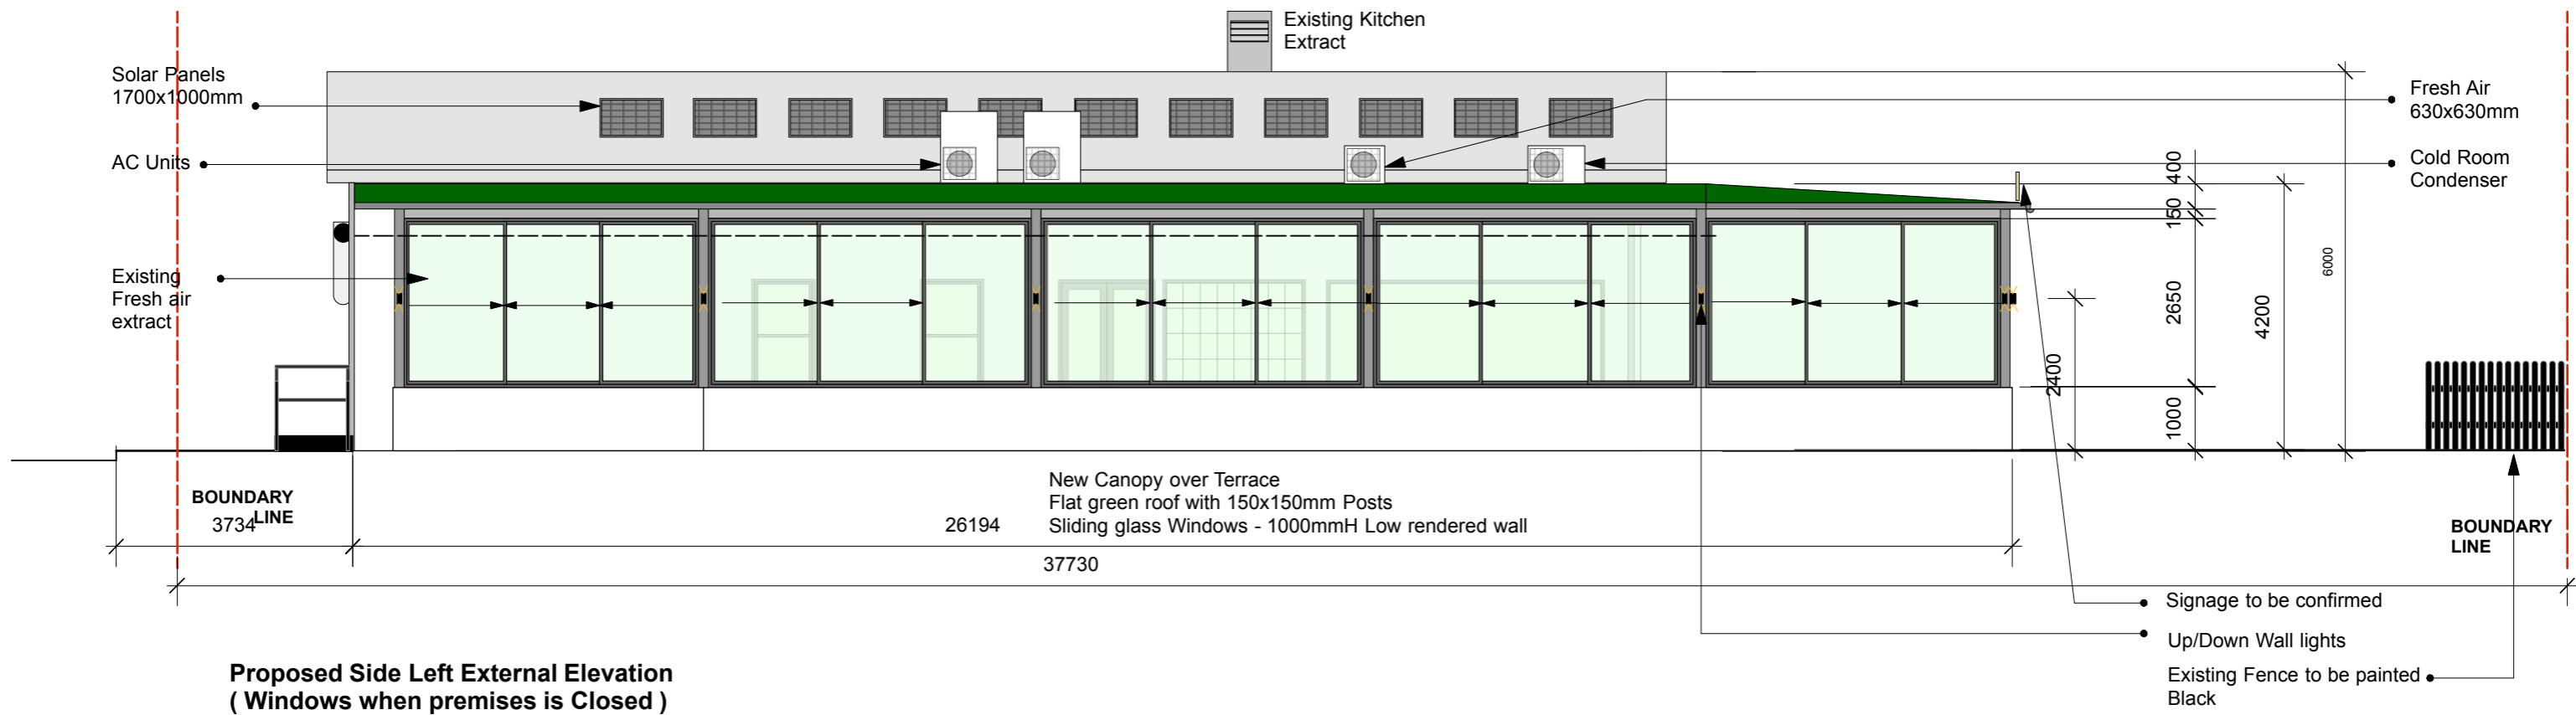 Existing Kitchen
Extract
Solar Panels
1700x1000mm
Fresh Air
630x630mm
AC Units
Cold Room
Condenser
400
150
6000
Existing
Fresh air
extract
2650
4200
2400
1000
BOUNDARY
LINE
3734
New Canopy over Terrace
Flat green roof with 150x150mm Posts
26194
Sliding glass Windows - 1000mmH Low rendered wall
BOUNDARY
LINE
37730
Signage to be confirmed
Up/Down Wall lights
Existing Fence to be painted
Black
Proposed Side Left External Elevation
( Windows when premises is Closed )